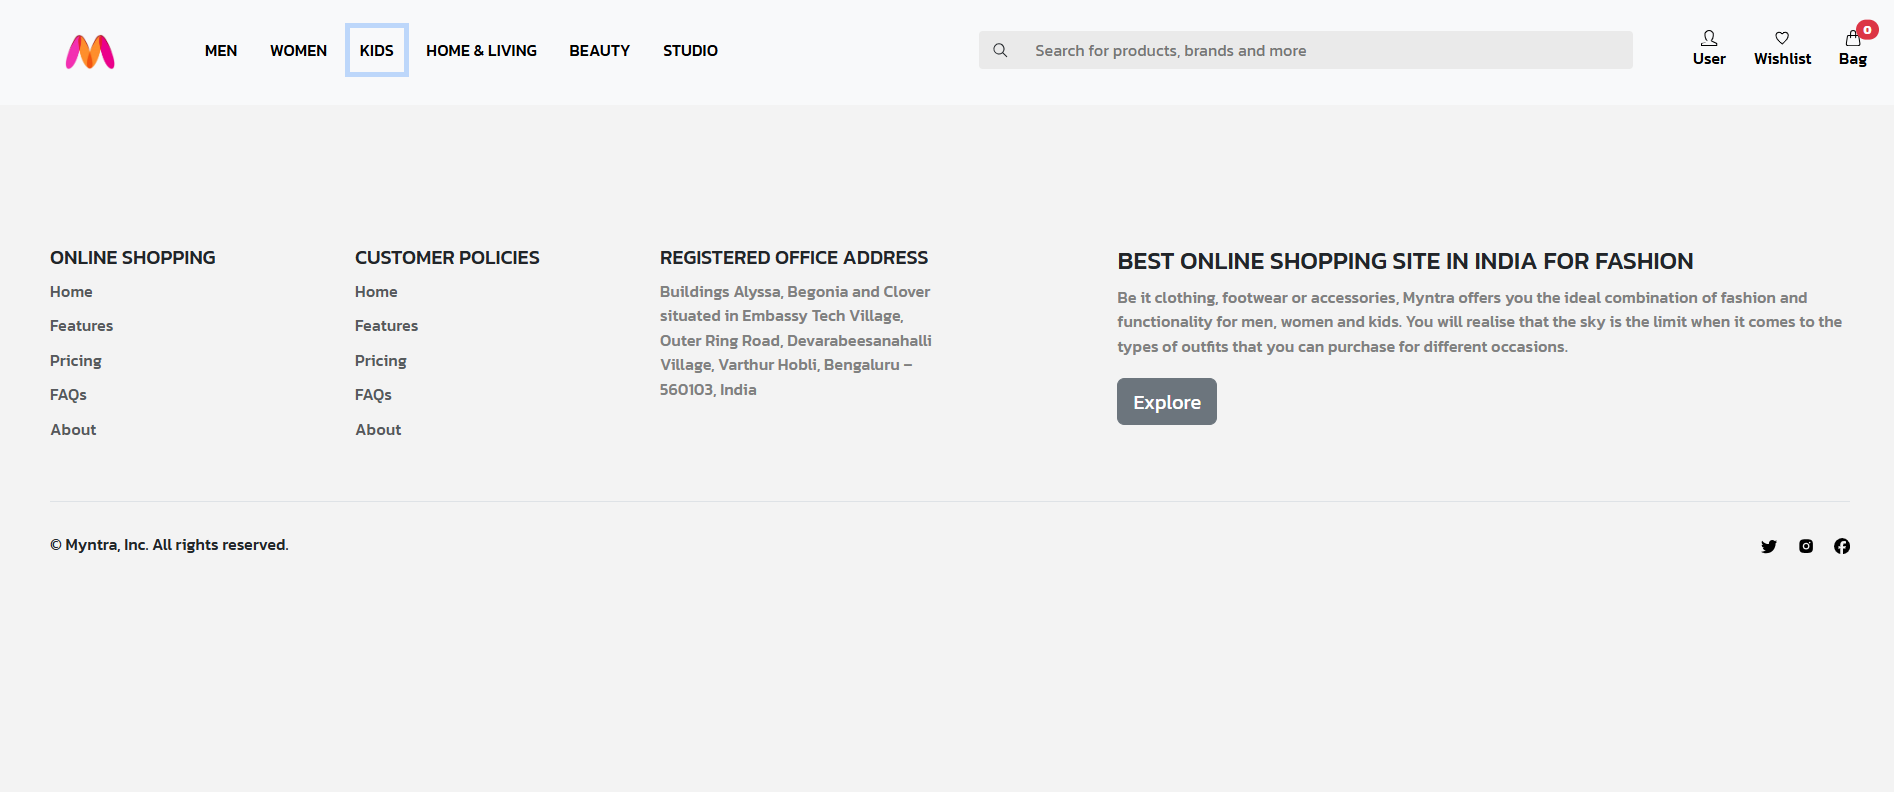 MEN WOMEN KIDS HOME & LIVING BEAUTY STUDIO
Search for products, brands and more
User Wishlist Bag
0
ONLINE SHOPPING
Home
Features
Pricing
FAQs
About
CUSTOMER POLICIES
Home
Features
Pricing
FAQs
About
REGISTERED OFFICE ADDRESS
Buildings Alyssa, Begonia and Clover
situated in Embassy Tech Village,
Outer Ring Road, Devarabeesanahalli
Village, Varthur Hobli, Bengaluru –
560103, India
BEST ONLINE SHOPPING SITE IN INDIA FOR FASHION
Be it clothing, footwear or accessories, Myntra offers you the ideal combination of fashion and
functionality for men, women and kids. You will realise that the sky is the limit when it comes to the
types of outfits that you can purchase for different occasions.
Explore
© Myntra, Inc. All rights reserved.